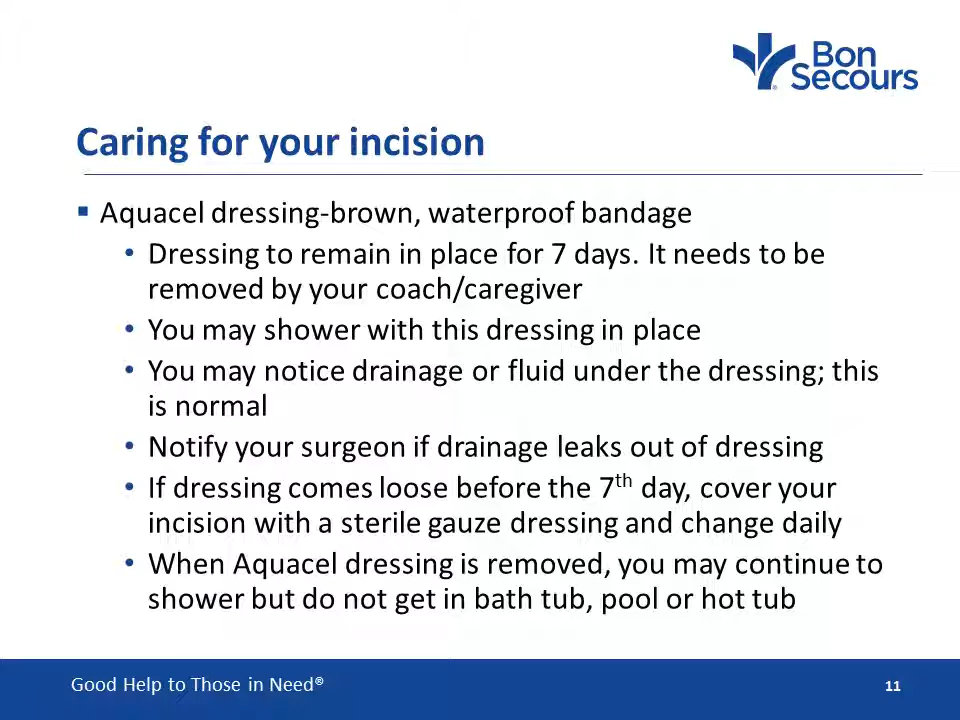 Bon
Secours
Caring for your incision
▪ Aquacel dressing-brown, waterproof bandage
• Dressing to remain in place for 7 days. It needs to be
removed by your coach/caregiver
• You may shower with this dressing in place
• You may notice drainage or fluid under the dressing; this
is normal
• Notify your surgeon if drainage leaks out of dressing
• If dressing comes loose before the 7th day, cover your
incision with a sterile gauze dressing and change daily
• When Aquacel dressing is removed, you may continue to
shower but do not get in bath tub, pool or hot tub
Good Help to Those in Need®
11